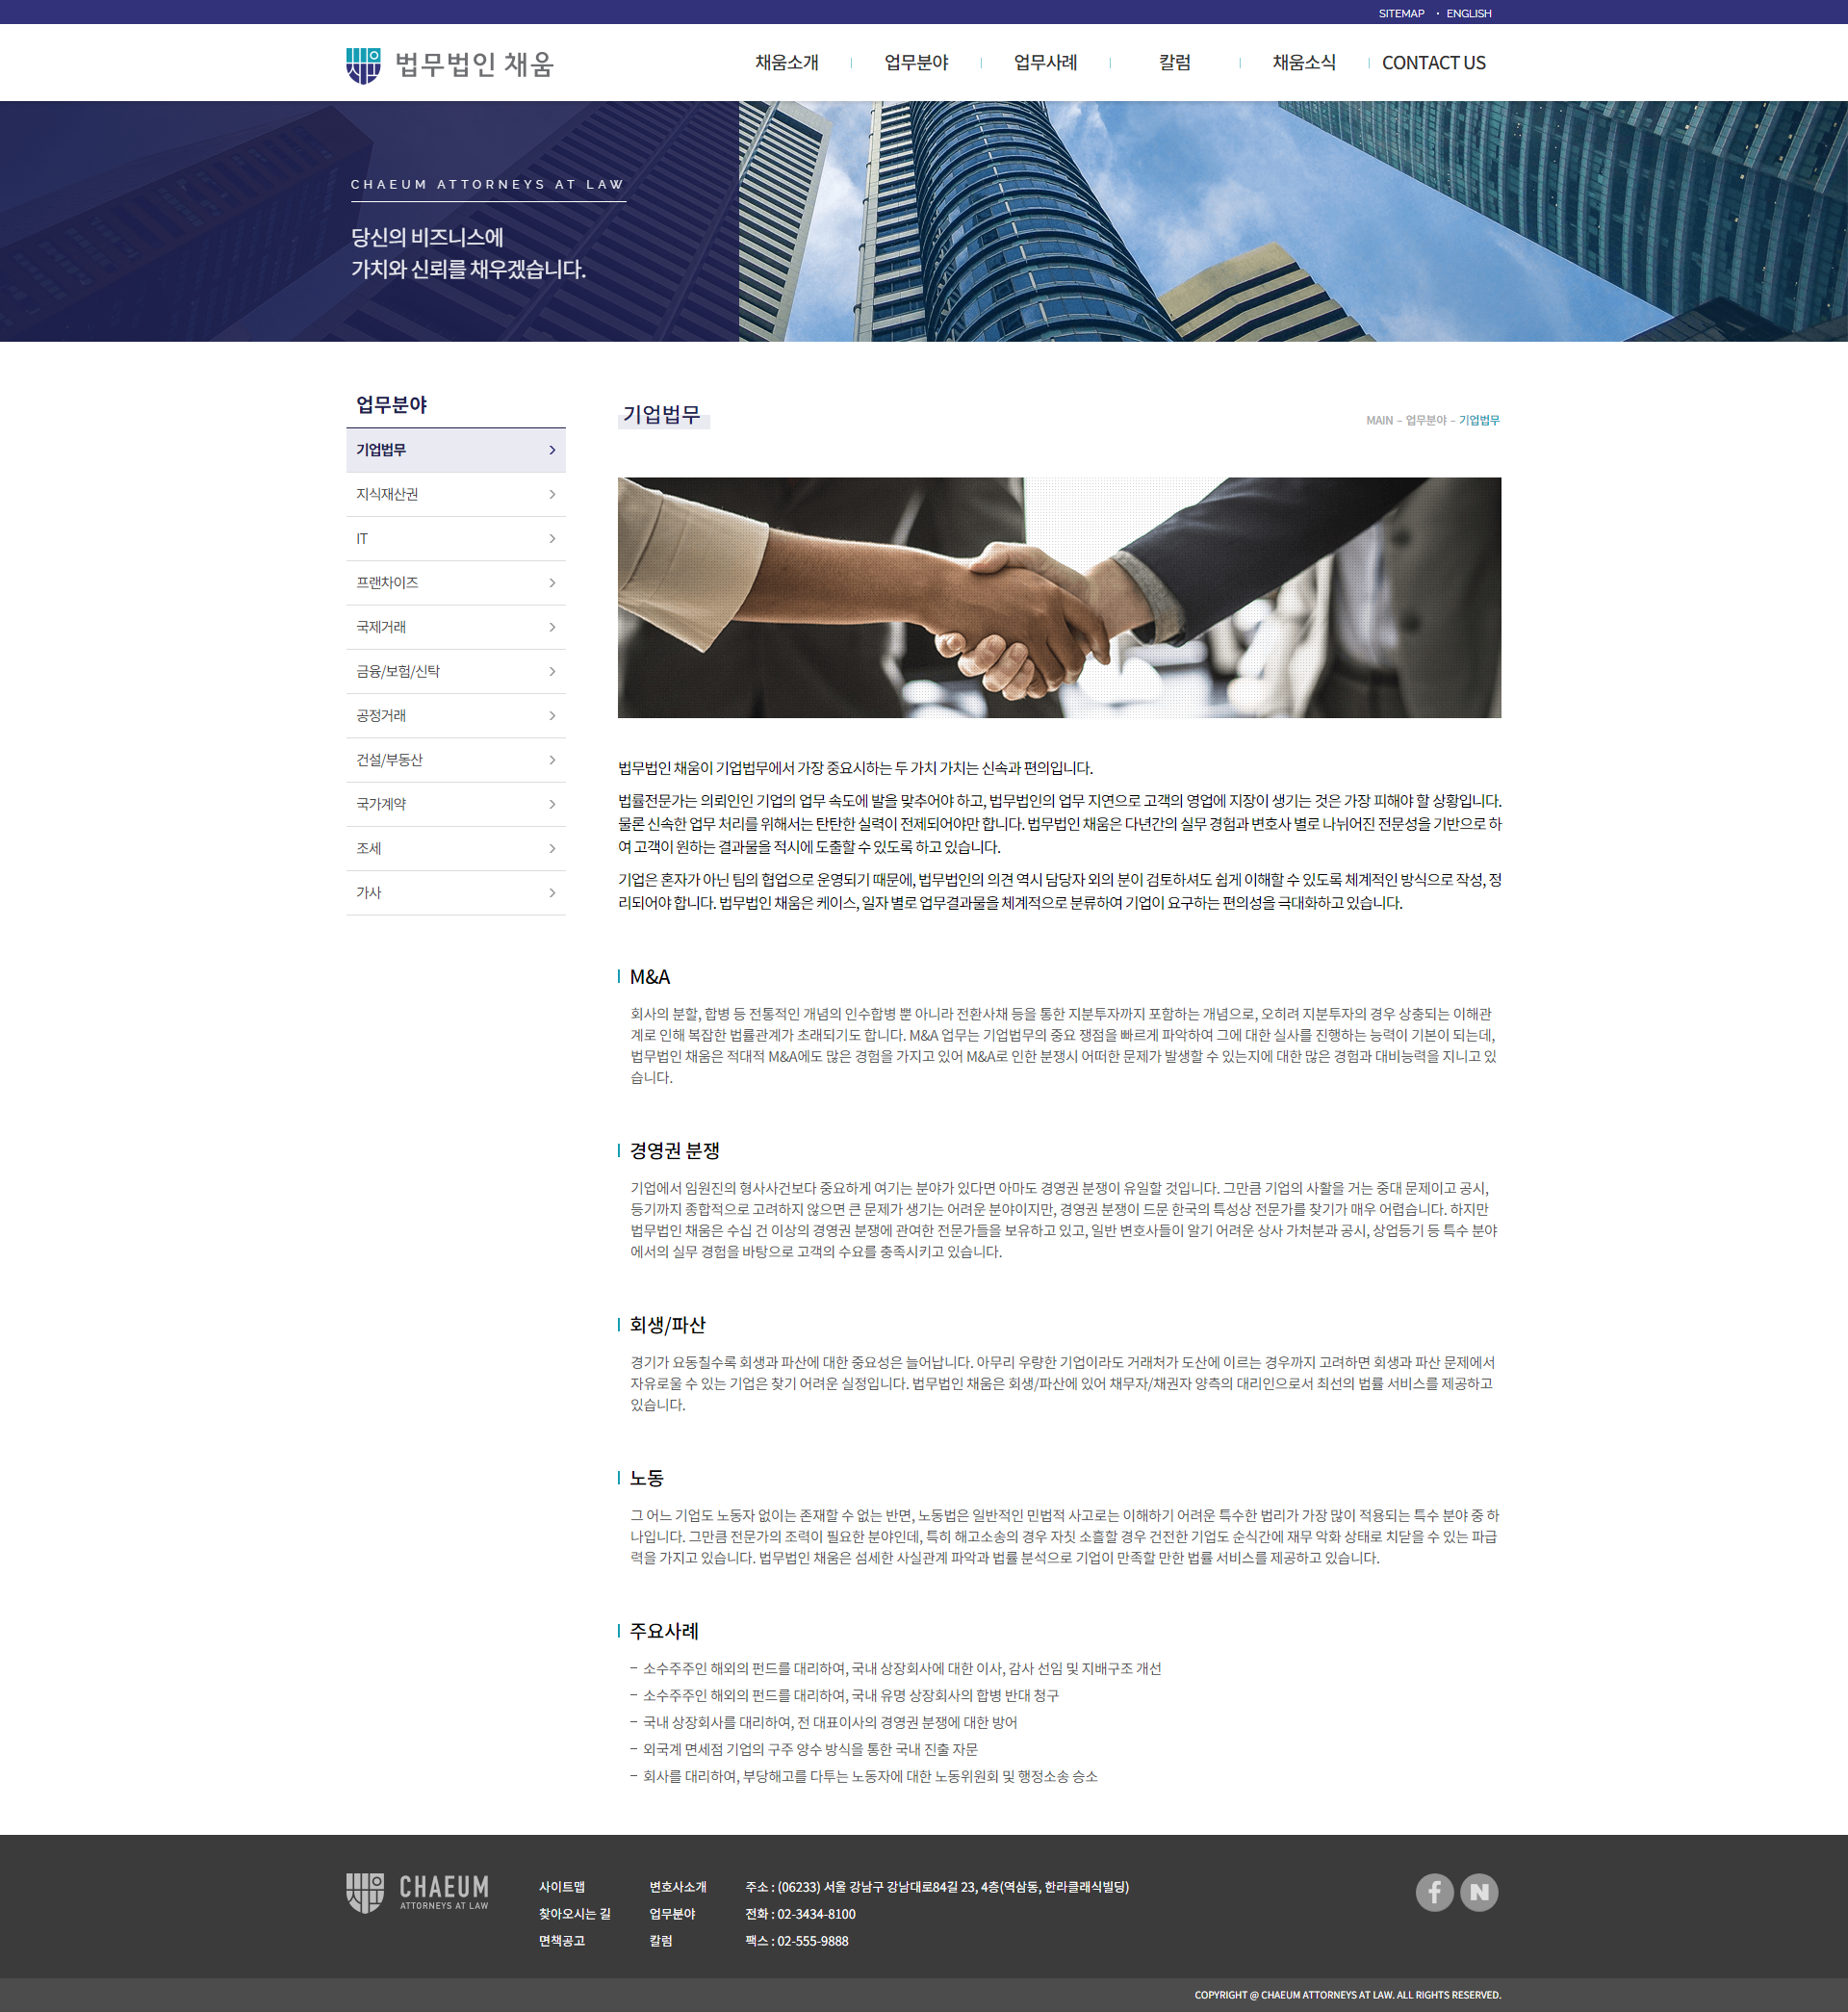 SITEMAP · ENGLISH
법무법인 채움
채움소개 업무분야 업무사례 칼럼 채움소식 CONTACT US
CHAEUM ATTORNEYS AT LAW
당신의 비즈니스에
가치와 신뢰를 채우겠습니다.
업무분야
기업법무
지식재산권
IT
프랜차이즈
국제거래
금융/보험/신탁
공정거래
건설/부동산
국가계약
조세
가사
기업법무
MAIN – 업무분야 – 기업법무
법무법인 채움이 기업법무에서 가장 중요시하는 두 가치 가치는 신속과 편의입니다.
법률전문가는 의뢰인인 기업의 업무 속도에 발을 맞추어야 하고, 법무법인의 업무 지연으로 고객의 영업에 지장이 생기는 것은 가장 피해야 할 상황입니다.
물론 신속한 업무 처리를 위해서는 탄탄한 실력이 전제되어야만 합니다. 법무법인 채움은 다년간의 실무 경험과 변호사 별로 나뉘어진 전문성을 기반으로 하
여 고객이 원하는 결과물을 적시에 도출할 수 있도록 하고 있습니다.
기업은 혼자가 아닌 팀의 협업으로 운영되기 때문에, 법무법인의 의견 역시 담당자 외의 분이 검토하셔도 쉽게 이해할 수 있도록 체계적인 방식으로 작성, 정
리되어야 합니다. 법무법인 채움은 케이스, 일자 별로 업무결과물을 체계적으로 분류하여 기업이 요구하는 편의성을 극대화하고 있습니다.
M&A
회사의 분할, 합병 등 전통적인 개념의 인수합병 뿐 아니라 전환사채 등을 통한 지분투자까지 포함하는 개념으로, 오히려 지분투자의 경우 상충되는 이해관
계로 인해 복잡한 법률관계가 초래되기도 합니다. M&A 업무는 기업법무의 중요 쟁점을 빠르게 파악하여 그에 대한 실사를 진행하는 능력이 기본이 되는데,
법무법인 채움은 적대적 M&A에도 많은 경험을 가지고 있어 M&A로 인한 분쟁시 어떠한 문제가 발생할 수 있는지에 대한 많은 경험과 대비능력을 지니고 있
습니다.
경영권 분쟁
기업에서 임원진의 형사사건보다 중요하게 여기는 분야가 있다면 아마도 경영권 분쟁이 유일할 것입니다. 그만큼 기업의 사활을 거는 중대 문제이고 공시,
등기까지 종합적으로 고려하지 않으면 큰 문제가 생기는 어려운 분야이지만, 경영권 분쟁이 드문 한국의 특성상 전문가를 찾기가 매우 어렵습니다. 하지만
법무법인 채움은 수십 건 이상의 경영권 분쟁에 관여한 전문가들을 보유하고 있고, 일반 변호사들이 알기 어려운 상사 가처분과 공시, 상업등기 등 특수 분야
에서의 실무 경험을 바탕으로 고객의 수요를 충족시키고 있습니다.
회생/파산
경기가 요동칠수록 회생과 파산에 대한 중요성은 늘어납니다. 아무리 우량한 기업이라도 거래처가 도산에 이르는 경우까지 고려하면 회생과 파산 문제에서
자유로울 수 있는 기업은 찾기 어려운 실정입니다. 법무법인 채움은 회생/파산에 있어 채무자/채권자 양측의 대리인으로서 최선의 법률 서비스를 제공하고
있습니다.
노동
그 어느 기업도 노동자 없이는 존재할 수 없는 반면, 노동법은 일반적인 민법적 사고로는 이해하기 어려운 특수한 법리가 가장 많이 적용되는 특수 분야 중 하
나입니다. 그만큼 전문가의 조력이 필요한 분야인데, 특히 해고소송의 경우 자칫 소흘할 경우 건전한 기업도 순식간에 재무 악화 상태로 치닫을 수 있는 파급
력을 가지고 있습니다. 법무법인 채움은 섬세한 사실관계 파악과 법률 분석으로 기업이 만족할 만한 법률 서비스를 제공하고 있습니다.
주요사례
– 소수주주인 해외의 펀드를 대리하여, 국내 상장회사에 대한 이사, 감사 선임 및 지배구조 개선
– 소수주주인 해외의 펀드를 대리하여, 국내 유명 상장회사의 합병 반대 청구
– 국내 상장회사를 대리하여, 전 대표이사의 경영권 분쟁에 대한 방어
– 외국계 면세점 기업의 구주 양수 방식을 통한 국내 진출 자문
– 회사를 대리하여, 부당해고를 다투는 노동자에 대한 노동위원회 및 행정소송 승소
CHAEUM
ATTORNEYS AT LAW
사이트맵 변호사소개 주소 : (06233) 서울 강남구 강남대로84길 23, 4층(역삼동, 한라클래식빌딩)
찾아오시는 길 업무분야 전화 : 02-3434-8100
면책공고 칼럼 팩스 : 02-555-9888
COPYRIGHT @ CHAEUM ATTORNEYS AT LAW. ALL RIGHTS RESERVED.